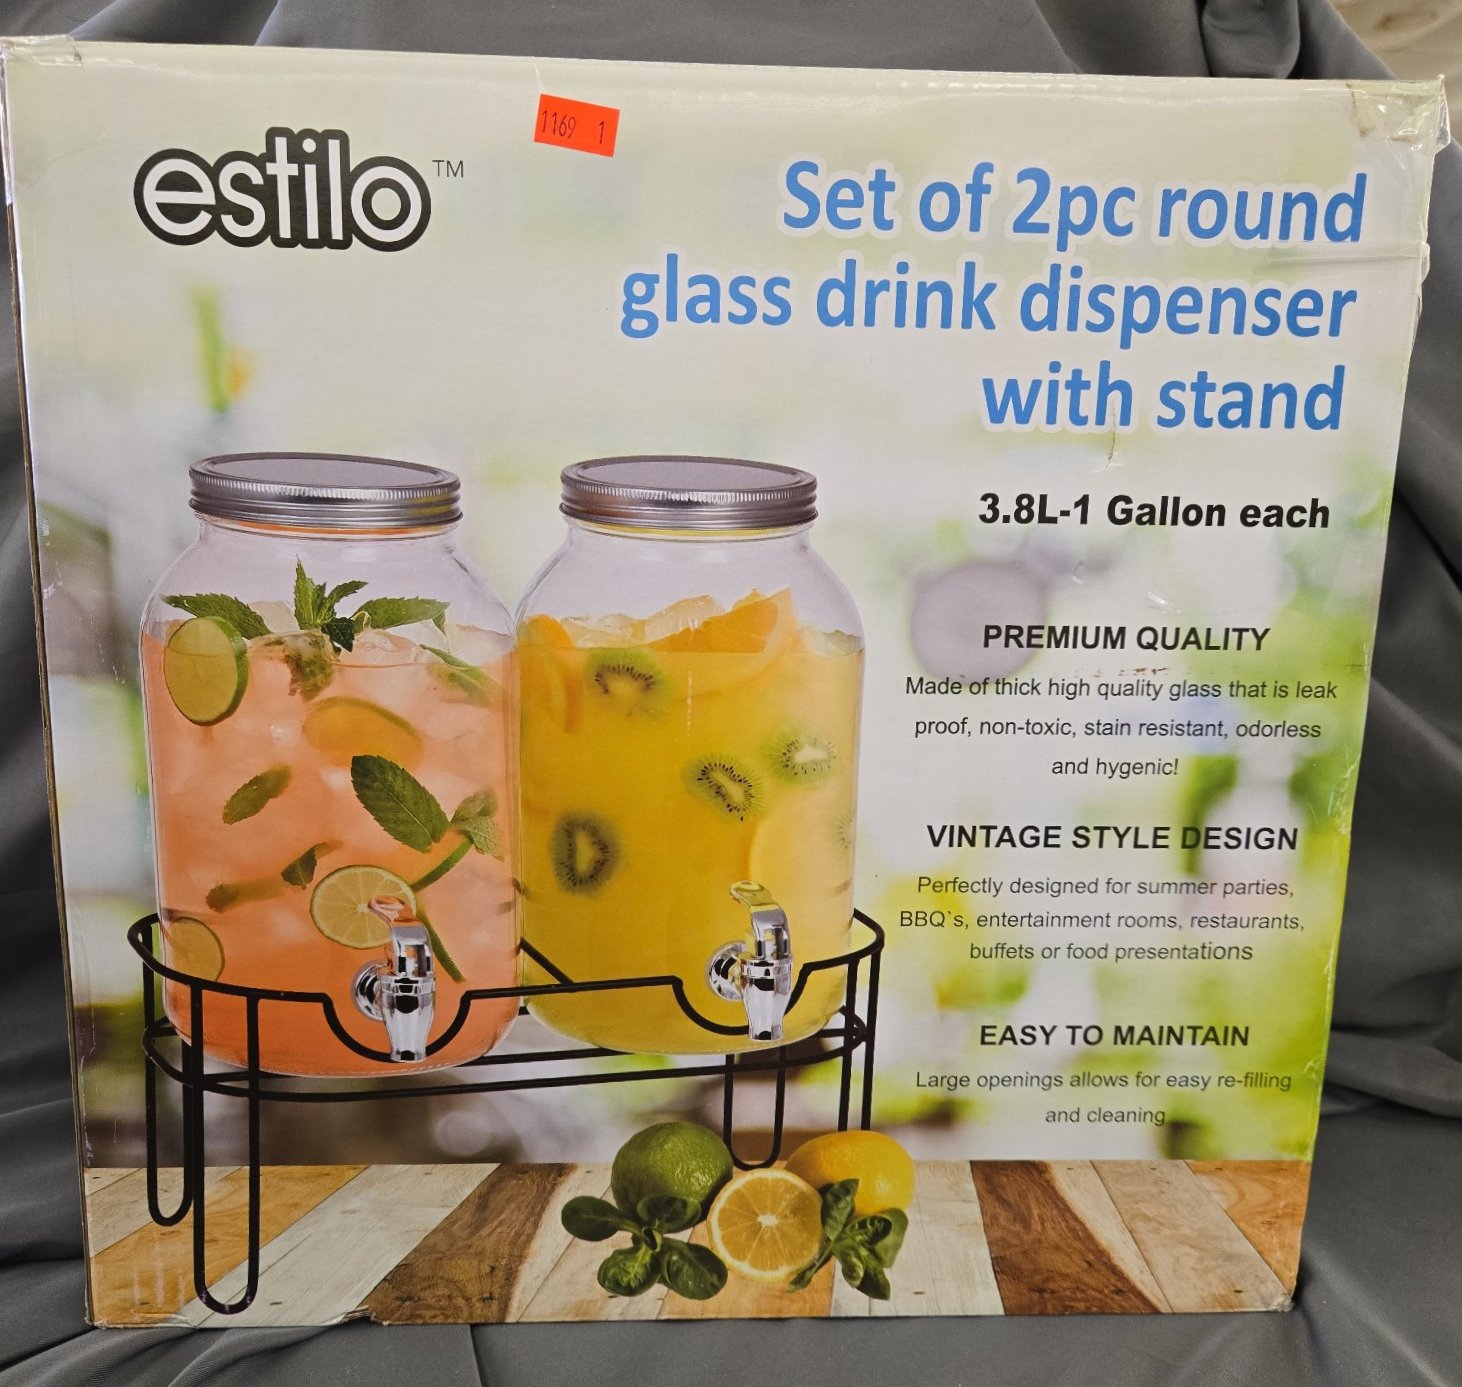 estilo™
1169 1
Set of 2pc round
glass drink dispenser
with stand
3.8L-1 Gallon each
PREMIUM QUALITY
Made of thick high quality glass that is leak
proof, non-toxic, stain resistant, odorless
and hygenic!
VINTAGE STYLE DESIGN
Perfectly designed for summer parties,
BBQ`s, entertainment rooms, restaurants,
buffets or food presentations
EASY TO MAINTAIN
Large openings allows for easy re-filling
and cleaning